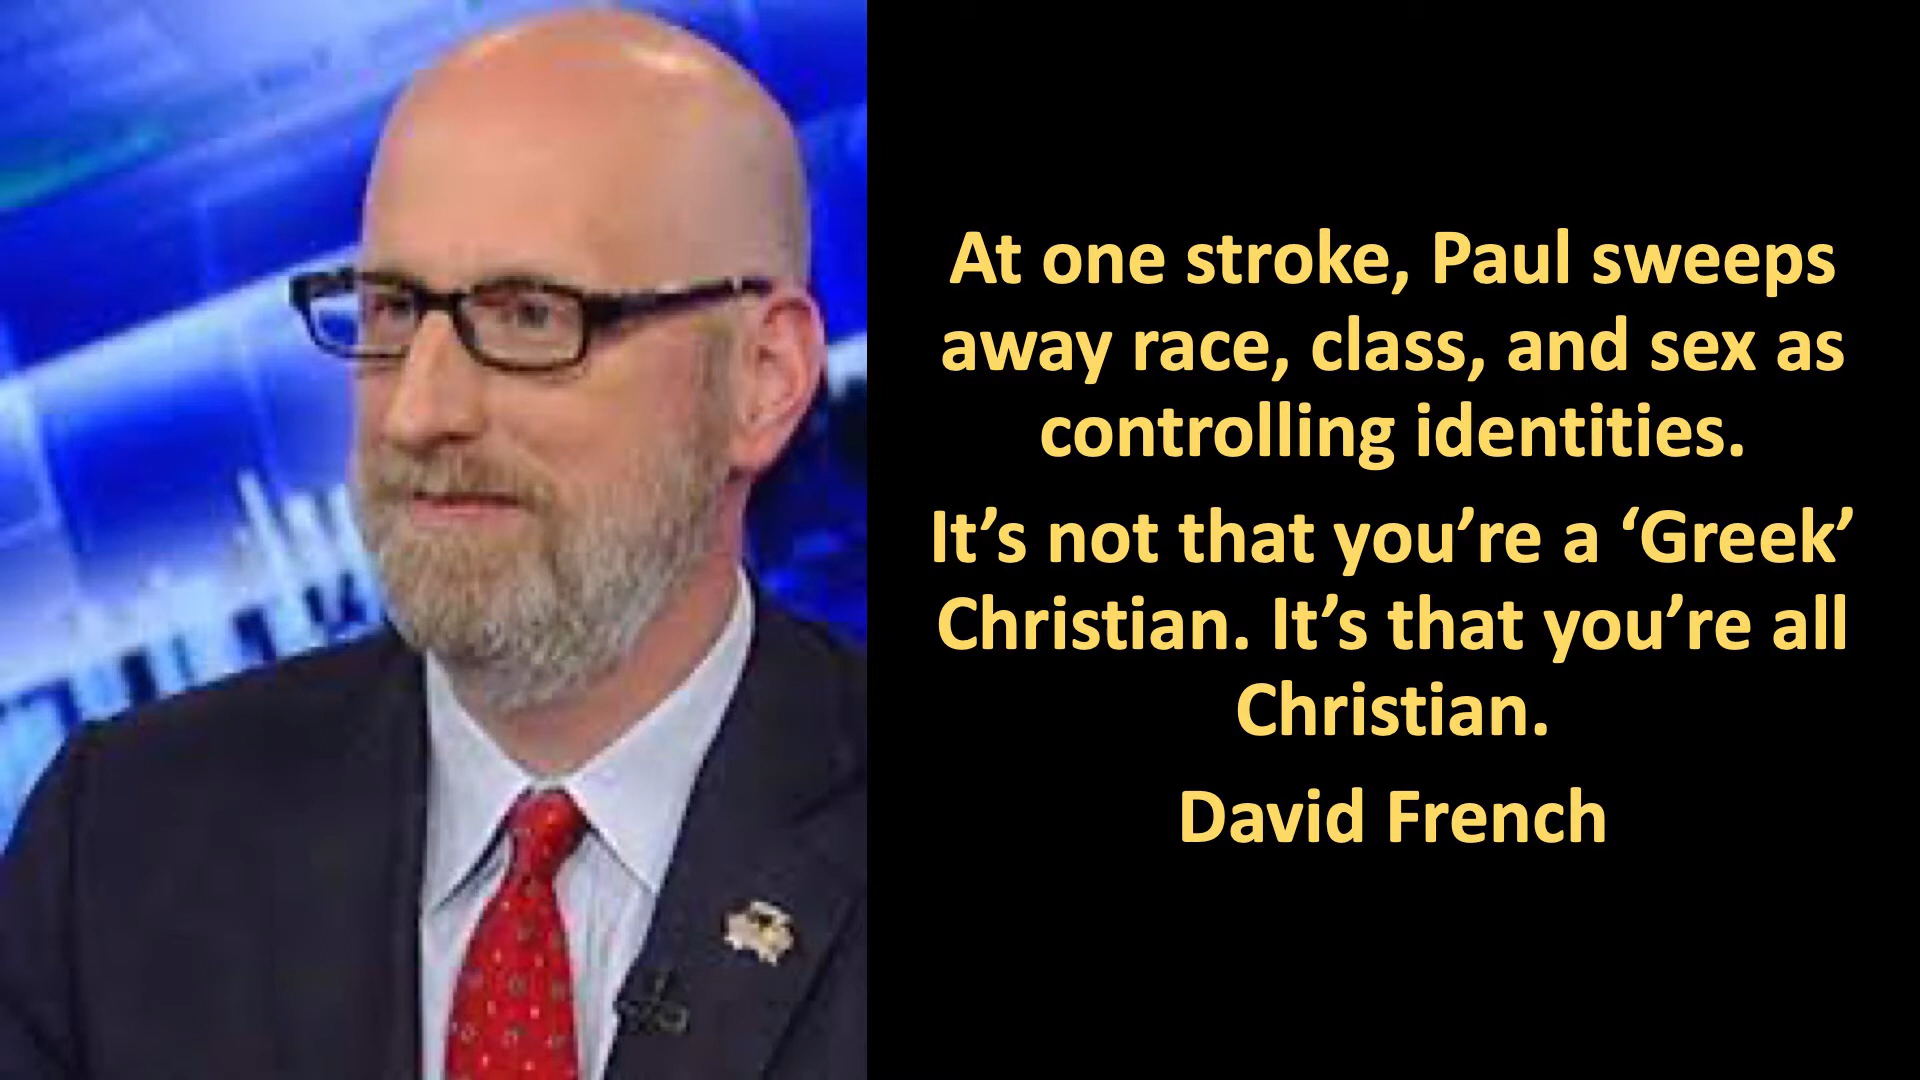 At one stroke, Paul sweeps
away race, class, and sex as
controlling identities.
It’s not that you’re a ‘Greek’
Christian. It’s that you’re all
Christian.
David French